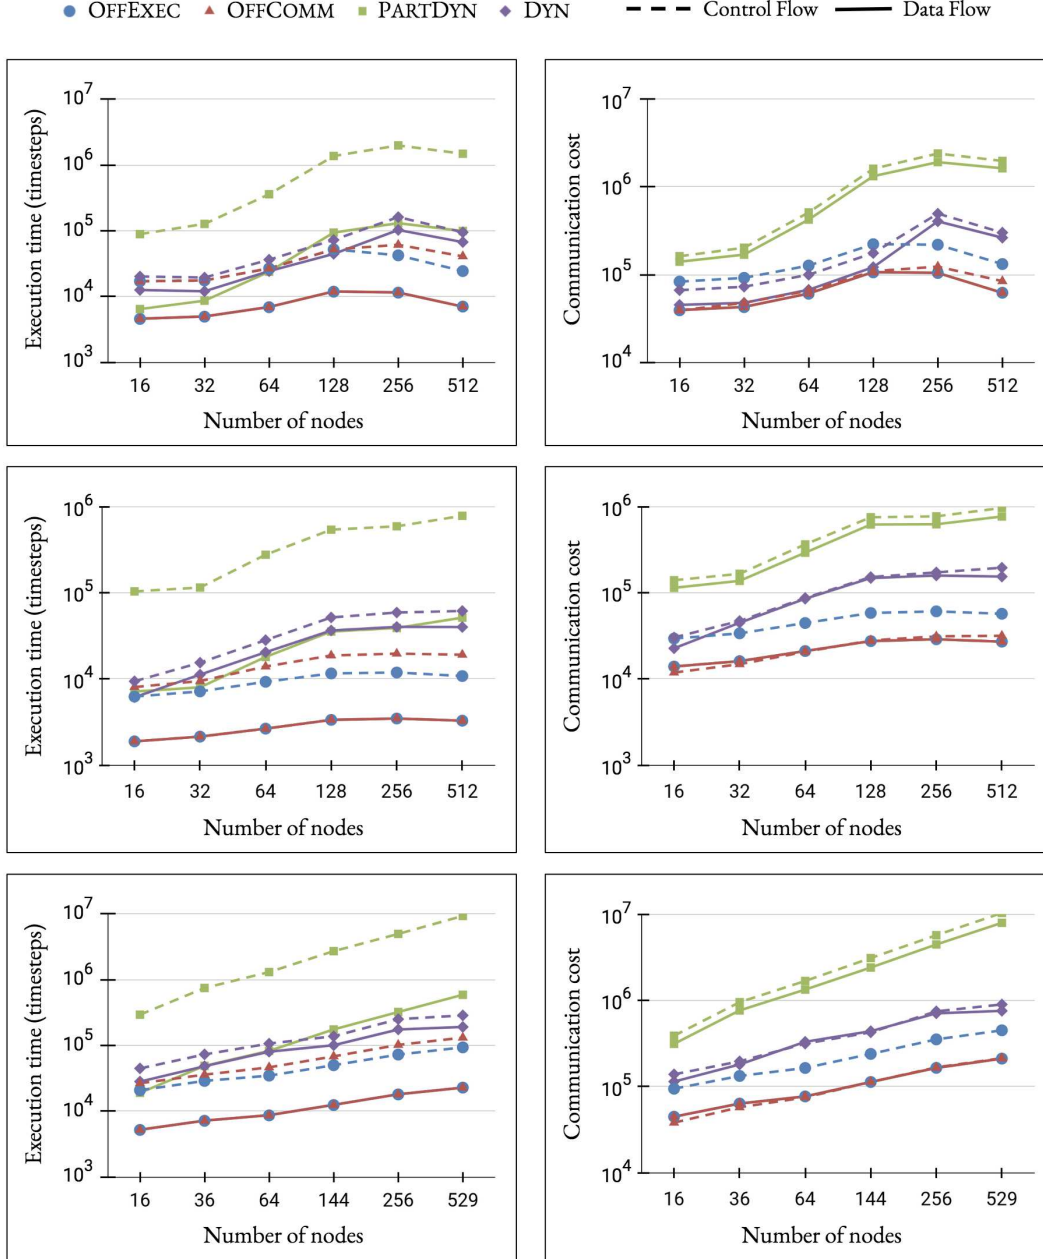 OFFEXEC OFFCOMM PARTDYN DYN Control Flow Data Flow
Execution time (timesteps)
10^7
10^6
10^5
10^4
10^3
16 32 64 128 256 512
Number of nodes
Communication cost
10^7
10^6
10^5
10^4
16 32 64 128 256 512
Number of nodes
Execution time (timesteps)
10^6
10^5
10^4
10^3
16 32 64 128 256 512
Number of nodes
Communication cost
10^6
10^5
10^4
10^3
16 32 64 128 256 512
Number of nodes
Execution time (timesteps)
10^7
10^6
10^5
10^4
10^3
16 36 64 144 256 529
Number of nodes
Communication cost
10^7
10^6
10^5
10^4
16 36 64 144 256 529
Number of nodes